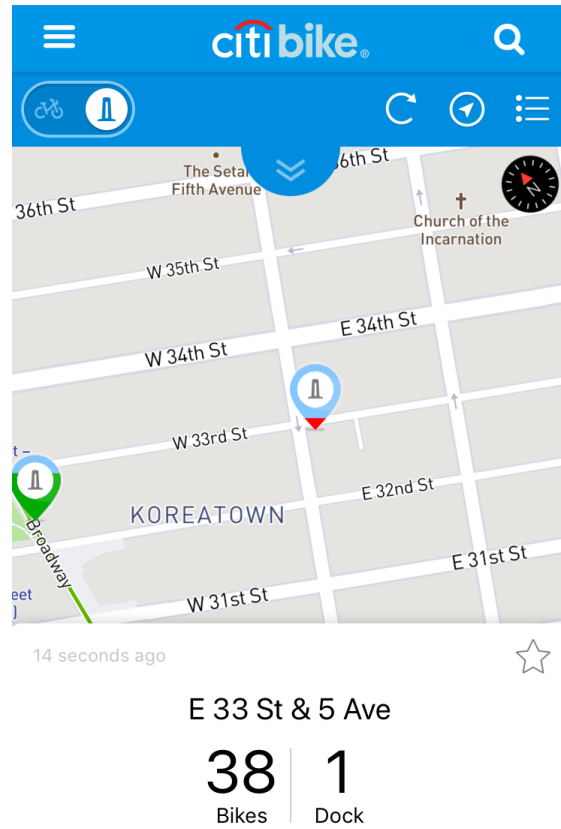 citi bike®
The Setai
Fifth Avenue
36th St
36th St
Church of the
Incarnation
W 35th St
E 34th St
W 34th St
W 33rd St
E 32nd St
KOREATOWN
Broadway
E 31st St
W 31st St
N
14 seconds ago
E 33 St & 5 Ave
38
1
Bikes
Dock